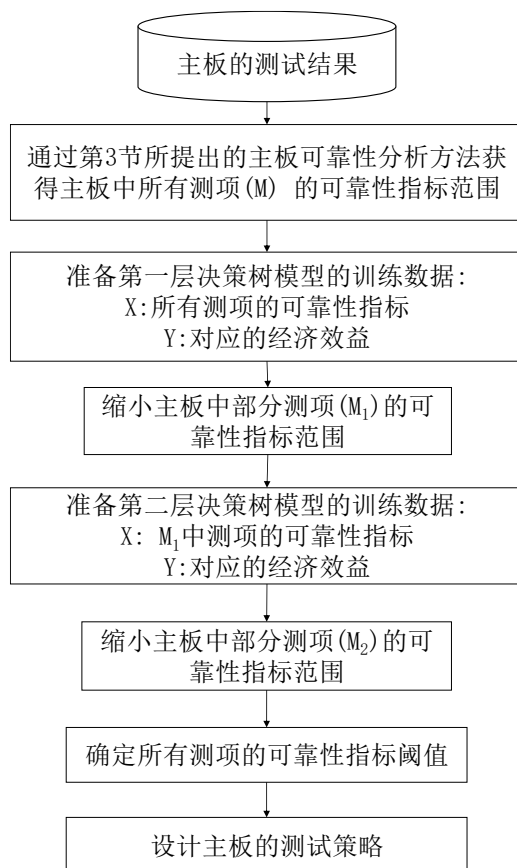 主板的测试结果
通过第3节所提出的主板可靠性分析方法获
得主板中所有测项(M) 的可靠性指标范围
准备第一层决策树模型的训练数据:
X:所有测项的可靠性指标
Y:对应的经济效益
缩小主板中部分测项(M₁)的可
靠性指标范围
准备第二层决策树模型的训练数据:
X: M₁中测项的可靠性指标
Y:对应的经济效益
缩小主板中部分测项(M₂)的可
靠性指标范围
确定所有测项的可靠性指标阈值
设计主板的测试策略